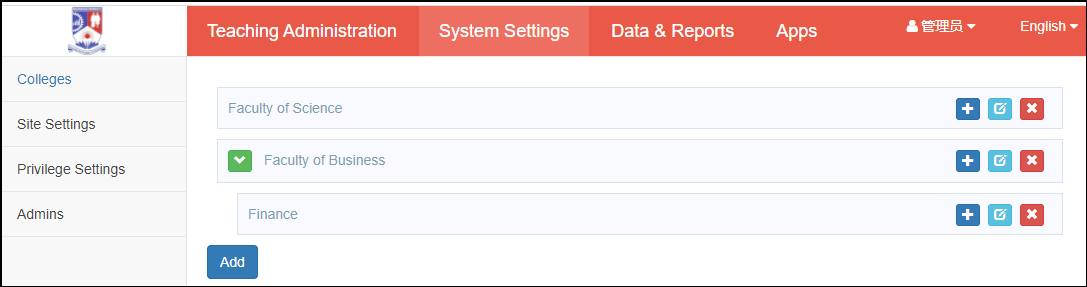 Teaching Administration System Settings Data & Reports Apps 管理员 English
Colleges
Site Settings
Privilege Settings
Admins
Faculty of Science
Faculty of Business
Finance
Add